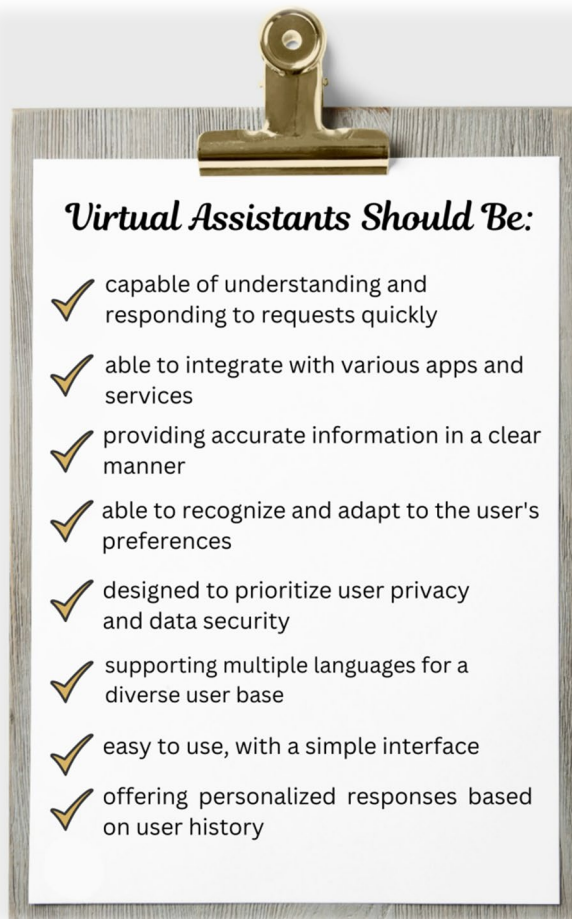 Virtual Assistants Should Be:
capable of understanding and
responding to requests quickly
able to integrate with various apps and
services
providing accurate information in a clear
manner
able to recognize and adapt to the user's
preferences
designed to prioritize user privacy
and data security
supporting multiple languages for a
diverse user base
easy to use, with a simple interface
offering personalized responses based
on user history